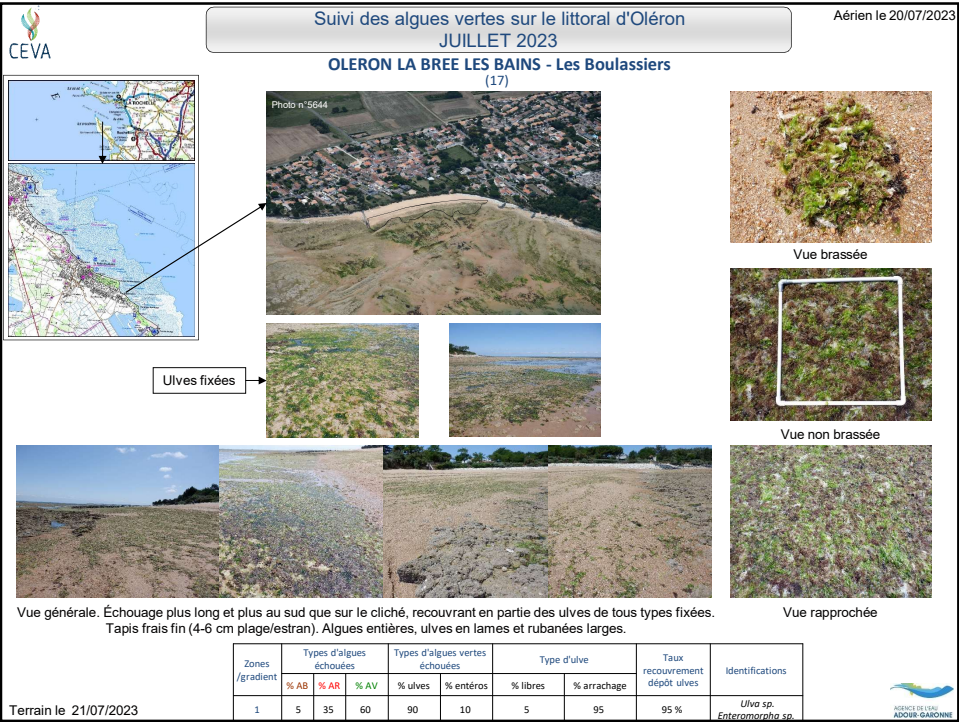 CEVA
Suivi des algues vertes sur le littoral d'Oléron
JUILLET 2023
Aérien le 20/07/2023
OLERON LA BREE LES BAINS - Les Boulassiers
(17)
LA ROCHELLE
Photo n°5644
Vue brassée
Ulves fixées
Vue non brassée
Vue générale. Échouage plus long et plus au sud que sur le cliché, recouvrant en partie des ulves de tous types fixées.
Tapis frais fin (4-6 cm plage/estran). Algues entières, ulves en lames et rubanées larges.
Vue rapprochée
Zones /gradient | Types d'algues échouées | Types d'algues vertes échouées | Type d'ulve | Taux recouvrement dépôt ulves | Identifications
% AB | % AR | % AV | % ulves | % entéros | % libres | % arrachage
1 | 5 | 35 | 60 | 90 | 10 | 5 | 95 | 95 % | Ulva sp. Enteromorpha sp.
Terrain le 21/07/2023
AGENCE DE L'EAU
ADOUR-GARONNE